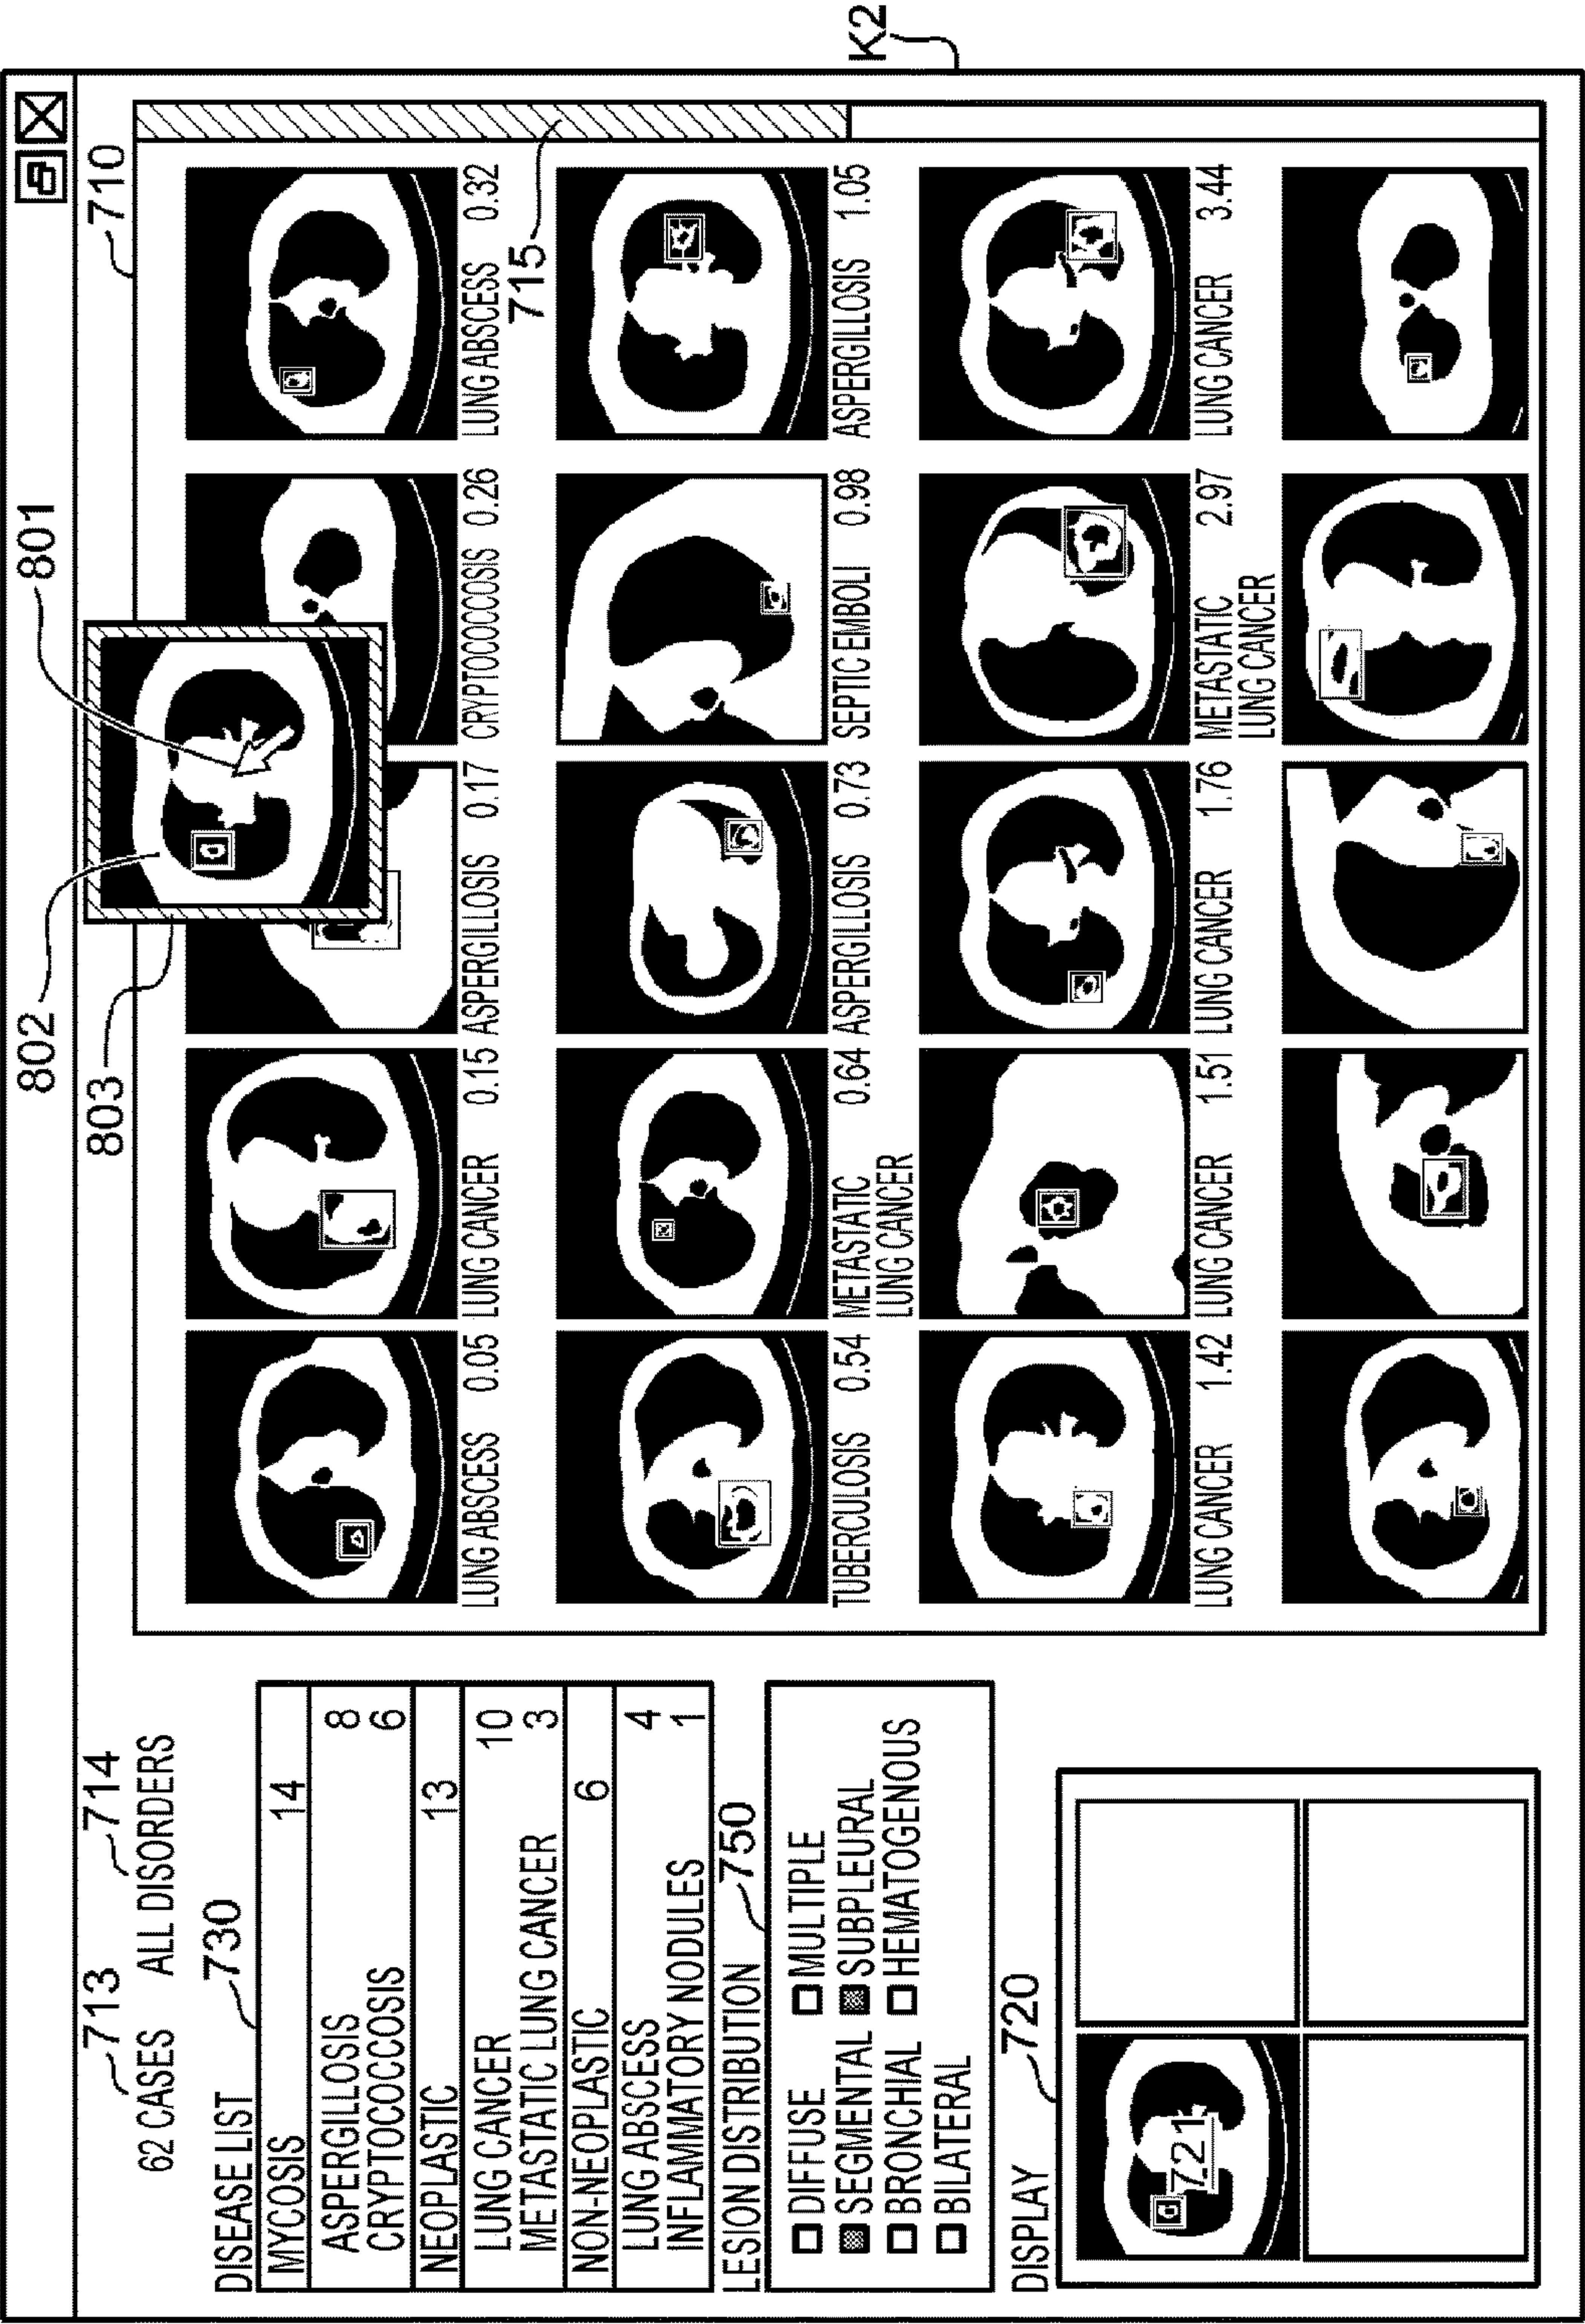 K2
801
802
803
710
713
714
62 CASES ALL DISORDERS
DISEASE LIST
730
MYCOSIS 14
ASPERGILLOSIS 8
CRYPTOCOCCOSIS 6
NEOPLASTIC 13
LUNG CANCER 10
METASTATIC LUNG CANCER 3
NON-NEOPLASTIC 6
LUNG ABSCESS 4
INFLAMMATORY NODULES 1
LESION DISTRIBUTION
750
DIFFUSE MULTIPLE
SEGMENTAL SUBPLEURAL
BRONCHIAL HEMATOGENOUS
BILATERAL
DISPLAY
720
721
LUNG ABSCESS 0.05 LUNG CANCER 0.15 ASPERGILLOSIS 0.17 CRYPTOCOCCOSIS 0.26 LUNG ABSCESS 0.32
715
TUBERCULOSIS 0.54 METASTATIC 0.64 ASPERGILLOSIS 0.73 SEPTIC EMBOLI 0.98 ASPERGILLOSIS 1.05
LUNG CANCER
LUNG CANCER 1.42 LUNG CANCER 1.51 LUNG CANCER 1.76 METASTATIC 2.97 LUNG CANCER 3.44
LUNG CANCER